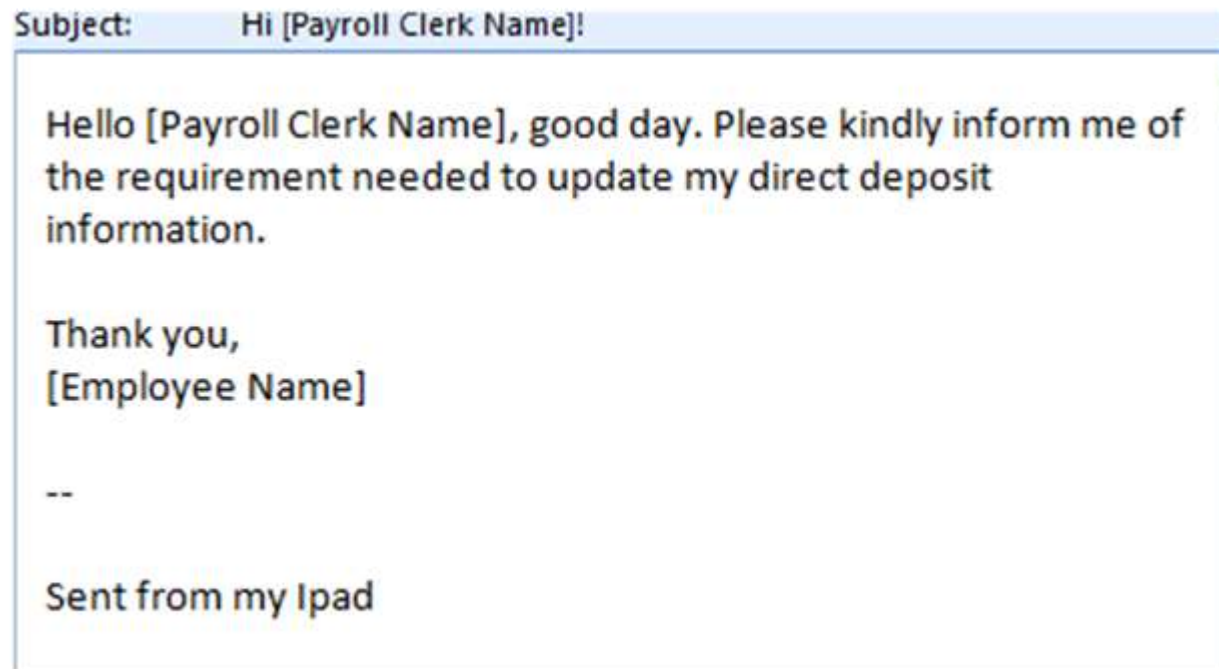 Subject: Hi [Payroll Clerk Name]!
Hello [Payroll Clerk Name], good day. Please kindly inform me of
the requirement needed to update my direct deposit
information.
Thank you,
[Employee Name]
--
Sent from my Ipad